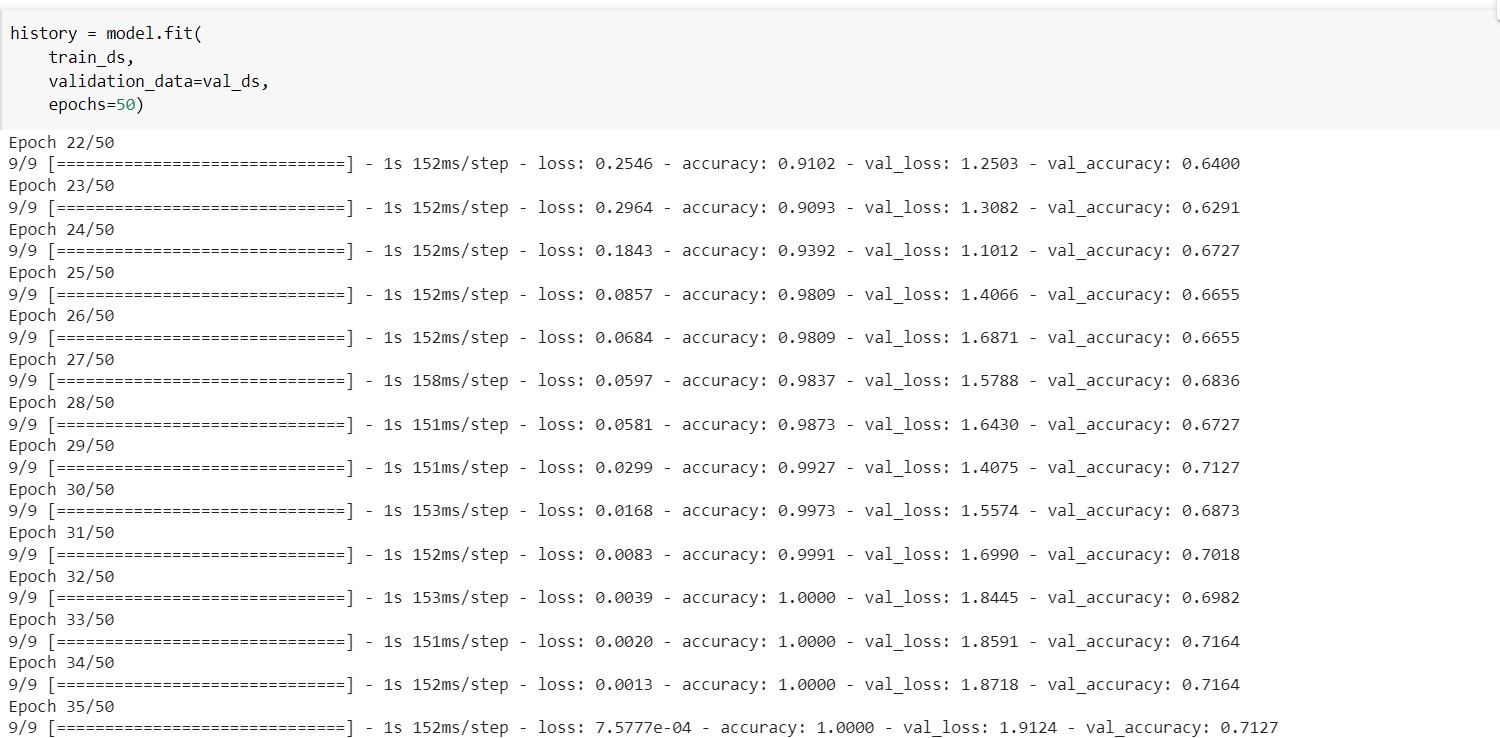 history = model.fit(
    train_ds,
    validation_data=val_ds,
    epochs=50)
Epoch 22/50
9/9 [==============================] - 1s 152ms/step - loss: 0.2546 - accuracy: 0.9102 - val_loss: 1.2503 - val_accuracy: 0.6400
Epoch 23/50
9/9 [==============================] - 1s 152ms/step - loss: 0.2964 - accuracy: 0.9093 - val_loss: 1.3082 - val_accuracy: 0.6291
Epoch 24/50
9/9 [==============================] - 1s 152ms/step - loss: 0.1843 - accuracy: 0.9392 - val_loss: 1.1012 - val_accuracy: 0.6727
Epoch 25/50
9/9 [==============================] - 1s 152ms/step - loss: 0.0857 - accuracy: 0.9809 - val_loss: 1.4066 - val_accuracy: 0.6655
Epoch 26/50
9/9 [==============================] - 1s 152ms/step - loss: 0.0684 - accuracy: 0.9809 - val_loss: 1.6871 - val_accuracy: 0.6655
Epoch 27/50
9/9 [==============================] - 1s 158ms/step - loss: 0.0597 - accuracy: 0.9837 - val_loss: 1.5788 - val_accuracy: 0.6836
Epoch 28/50
9/9 [==============================] - 1s 151ms/step - loss: 0.0581 - accuracy: 0.9873 - val_loss: 1.6430 - val_accuracy: 0.6727
Epoch 29/50
9/9 [==============================] - 1s 151ms/step - loss: 0.0299 - accuracy: 0.9927 - val_loss: 1.4075 - val_accuracy: 0.7127
Epoch 30/50
9/9 [==============================] - 1s 153ms/step - loss: 0.0168 - accuracy: 0.9973 - val_loss: 1.5574 - val_accuracy: 0.6873
Epoch 31/50
9/9 [==============================] - 1s 152ms/step - loss: 0.0083 - accuracy: 0.9991 - val_loss: 1.6990 - val_accuracy: 0.7018
Epoch 32/50
9/9 [==============================] - 1s 153ms/step - loss: 0.0039 - accuracy: 1.0000 - val_loss: 1.8445 - val_accuracy: 0.6982
Epoch 33/50
9/9 [==============================] - 1s 151ms/step - loss: 0.0020 - accuracy: 1.0000 - val_loss: 1.8591 - val_accuracy: 0.7164
Epoch 34/50
9/9 [==============================] - 1s 152ms/step - loss: 0.0013 - accuracy: 1.0000 - val_loss: 1.8718 - val_accuracy: 0.7164
Epoch 35/50
9/9 [==============================] - 1s 152ms/step - loss: 7.5777e-04 - accuracy: 1.0000 - val_loss: 1.9124 - val_accuracy: 0.7127